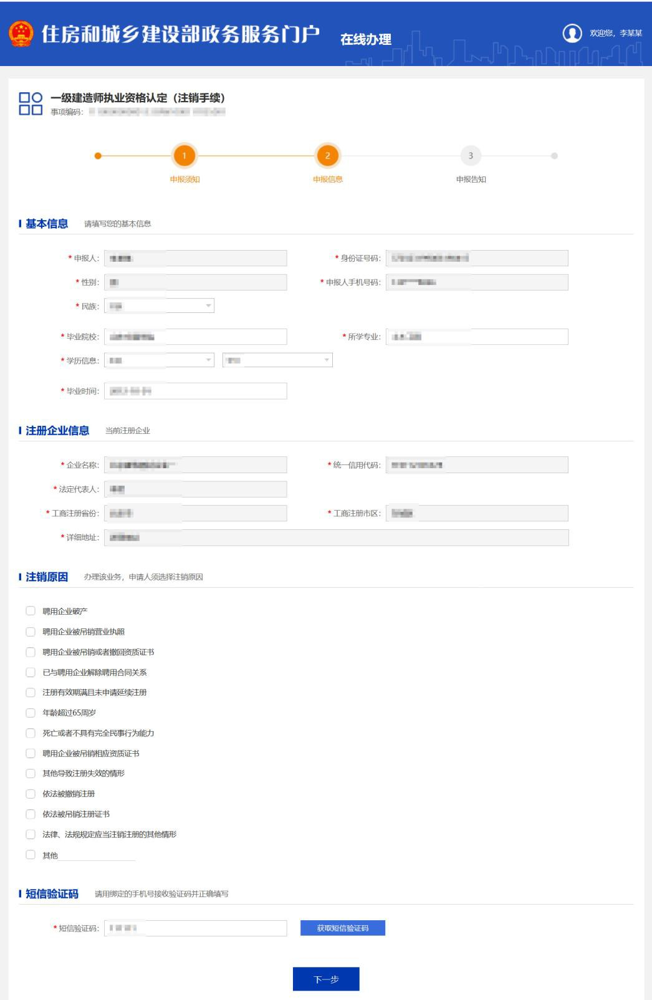 住房和城乡建设部政务服务门户 在线办理 欢迎您，李某某
一级建造师执业资格认定（注销手续）
事项编码：
1 2 3
申报须知 申报信息 申报告知
基本信息 请填写您的基本信息
* 申报人： * 身份证号码：
* 性别： * 申报人手机号码：
* 民族：
* 毕业院校： * 所学专业：
* 学历信息：
* 毕业时间：
注册企业信息 当前注册企业
* 企业名称： * 统一信用代码：
* 法定代表人：
* 工商注册省份： * 工商注册市区：
* 详细地址：
注销原因 办理该业务，申请人须选择注销原因
聘用企业破产
聘用企业被吊销营业执照
聘用企业被吊销或者撤回资质证书
已与聘用企业解除聘用合同关系
注册有效期满且未申请延续注册
年龄超过65周岁
死亡或者不具有完全民事行为能力
聘用企业被吊销相应资质证书
其他导致注册失效的情形
依法被撤销注册
依法被吊销注册证书
法律、法规规定应当注销注册的其他情形
其他
短信验证码 请用绑定的手机号接收验证码并正确填写
* 短信验证码： 获取短信验证码
下一步